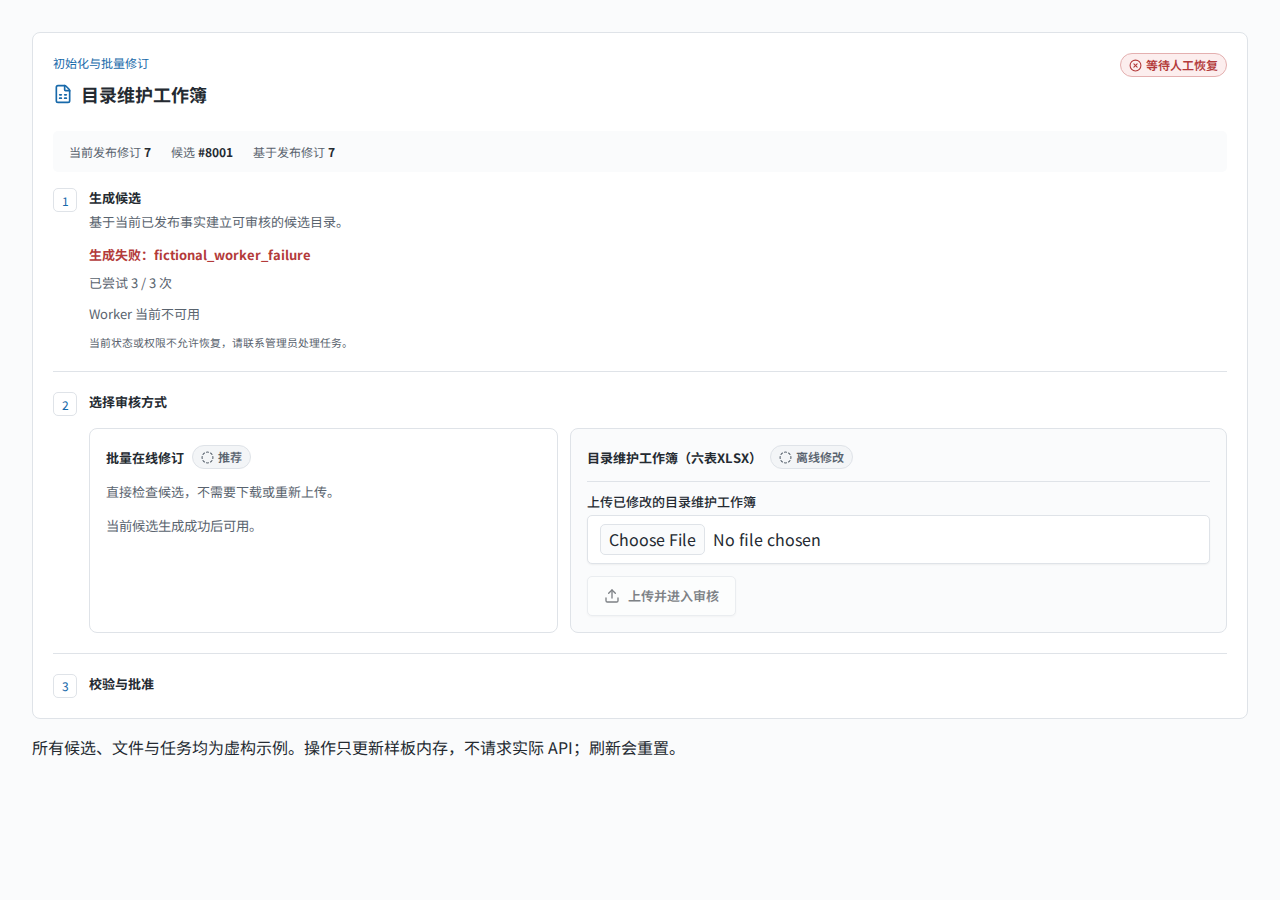 初始化与批量修订
等待人工恢复
目录维护工作簿
当前发布修订 7 候选 #8001 基于发布修订 7
1 生成候选
基于当前已发布事实建立可审核的候选目录。
生成失败：fictional_worker_failure
已尝试 3 / 3 次
Worker 当前不可用
当前状态或权限不允许恢复，请联系管理员处理任务。
2 选择审核方式
批量在线修订 推荐
直接检查候选，不需要下载或重新上传。
当前候选生成成功后可用。
目录维护工作簿（六表XLSX） 离线修改
上传已修改的目录维护工作簿
Choose File No file chosen
上传并进入审核
3 校验与批准
所有候选、文件与任务均为虚构示例。操作只更新样板内存，不请求实际 API；刷新会重置。